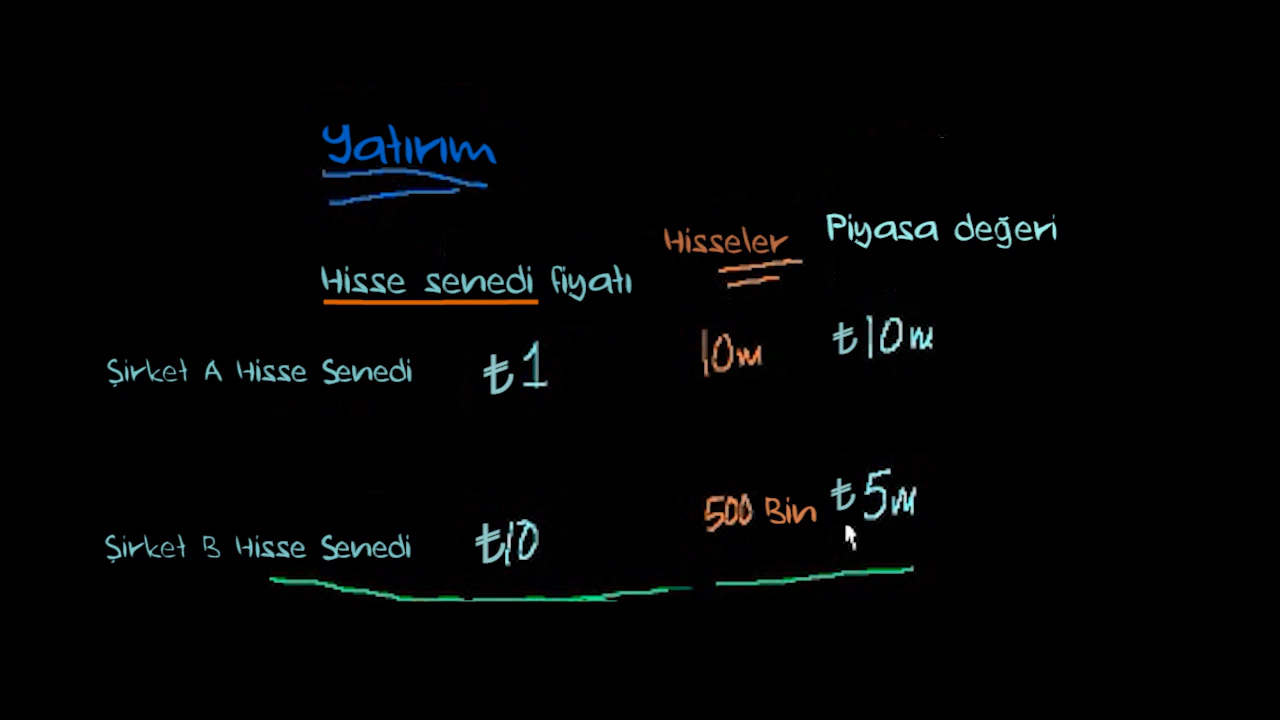 Yatırım
Hisseler Piyasa değeri
Hisse senedi fiyatı
Şirket A Hisse Senedi ₺1 10m ₺10m
Şirket B Hisse Senedi ₺10 500 Bin ₺5m